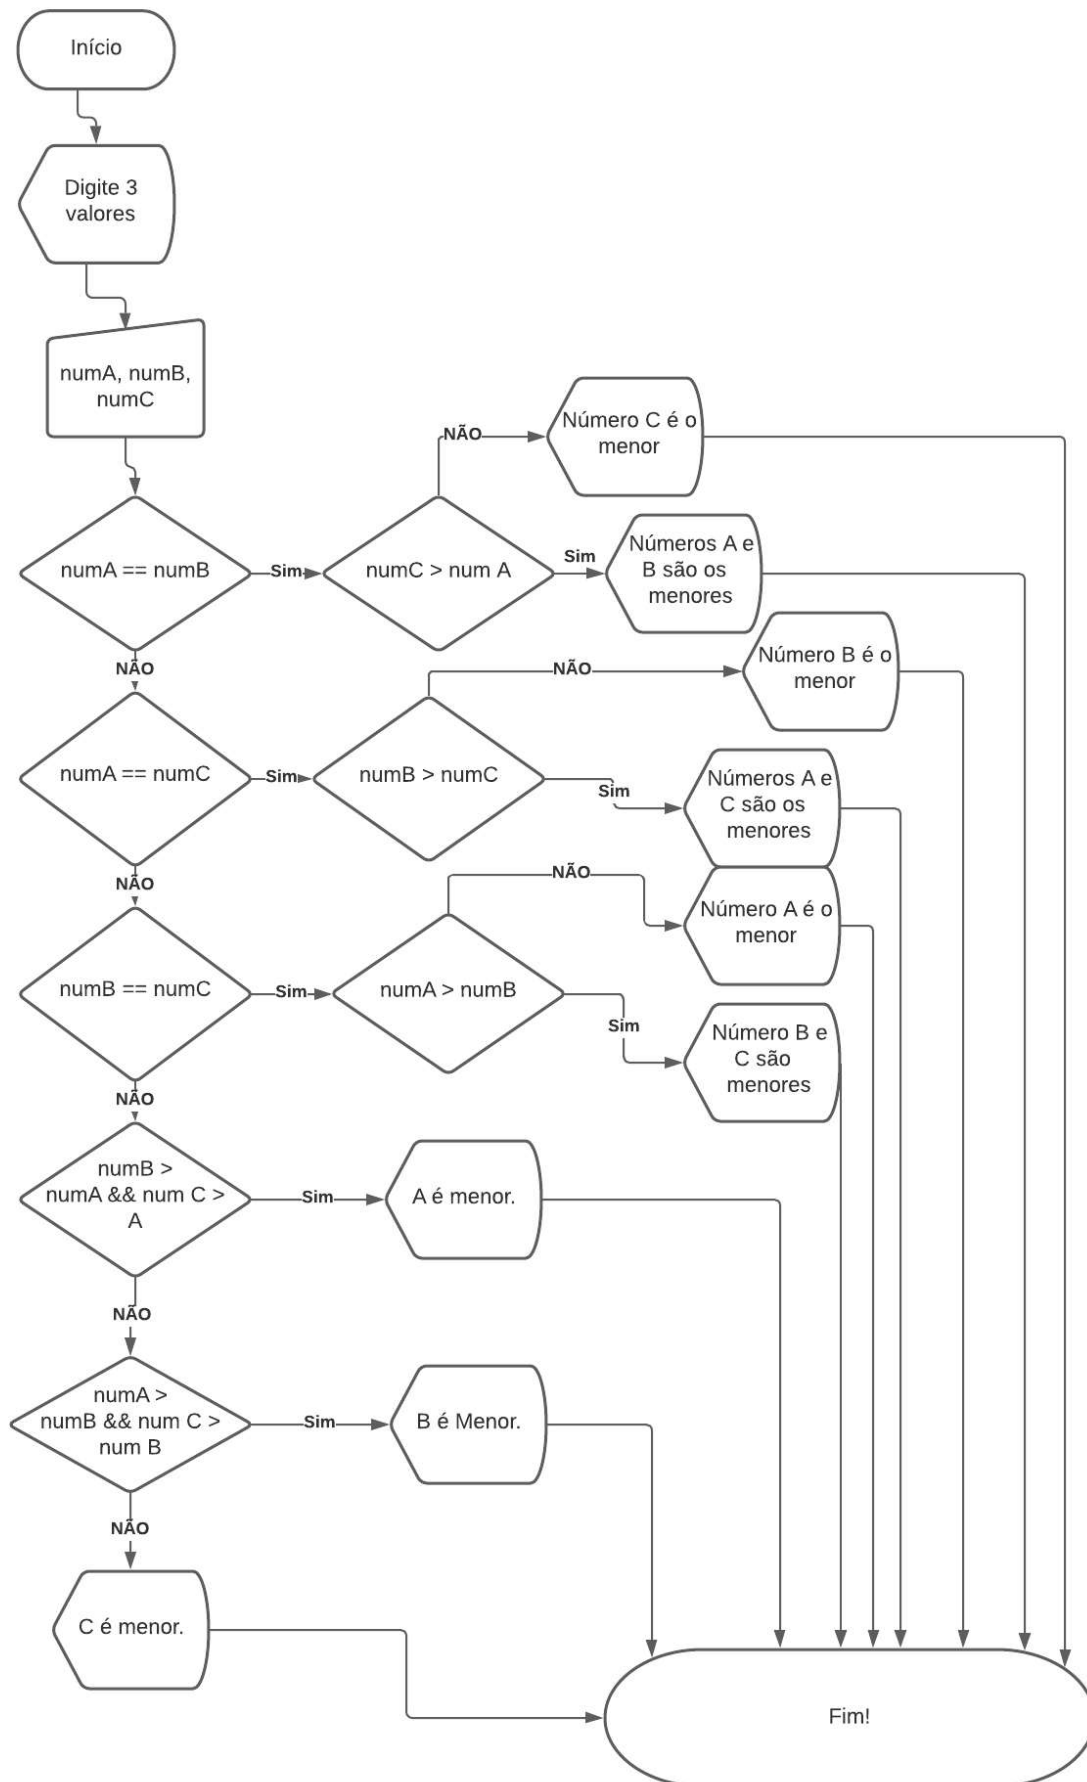 Início
Digite 3
valores
numA, numB,
numC
numA == numB
Sim
numC > num A
NÃO
Número C é o
menor
Sim
Números A e
B são os
menores
NÃO
numA == numC
Sim
numB > numC
NÃO
Número B é o
menor
Sim
Números A e
C são os
menores
NÃO
numB == numC
Sim
numA > numB
NÃO
Número A é o
menor
Sim
Número B e
C são
menores
NÃO
numB >
numA && num C >
A
Sim
A é menor.
NÃO
numA >
numB && num C >
num B
Sim
B é Menor.
NÃO
C é menor.
Fim!